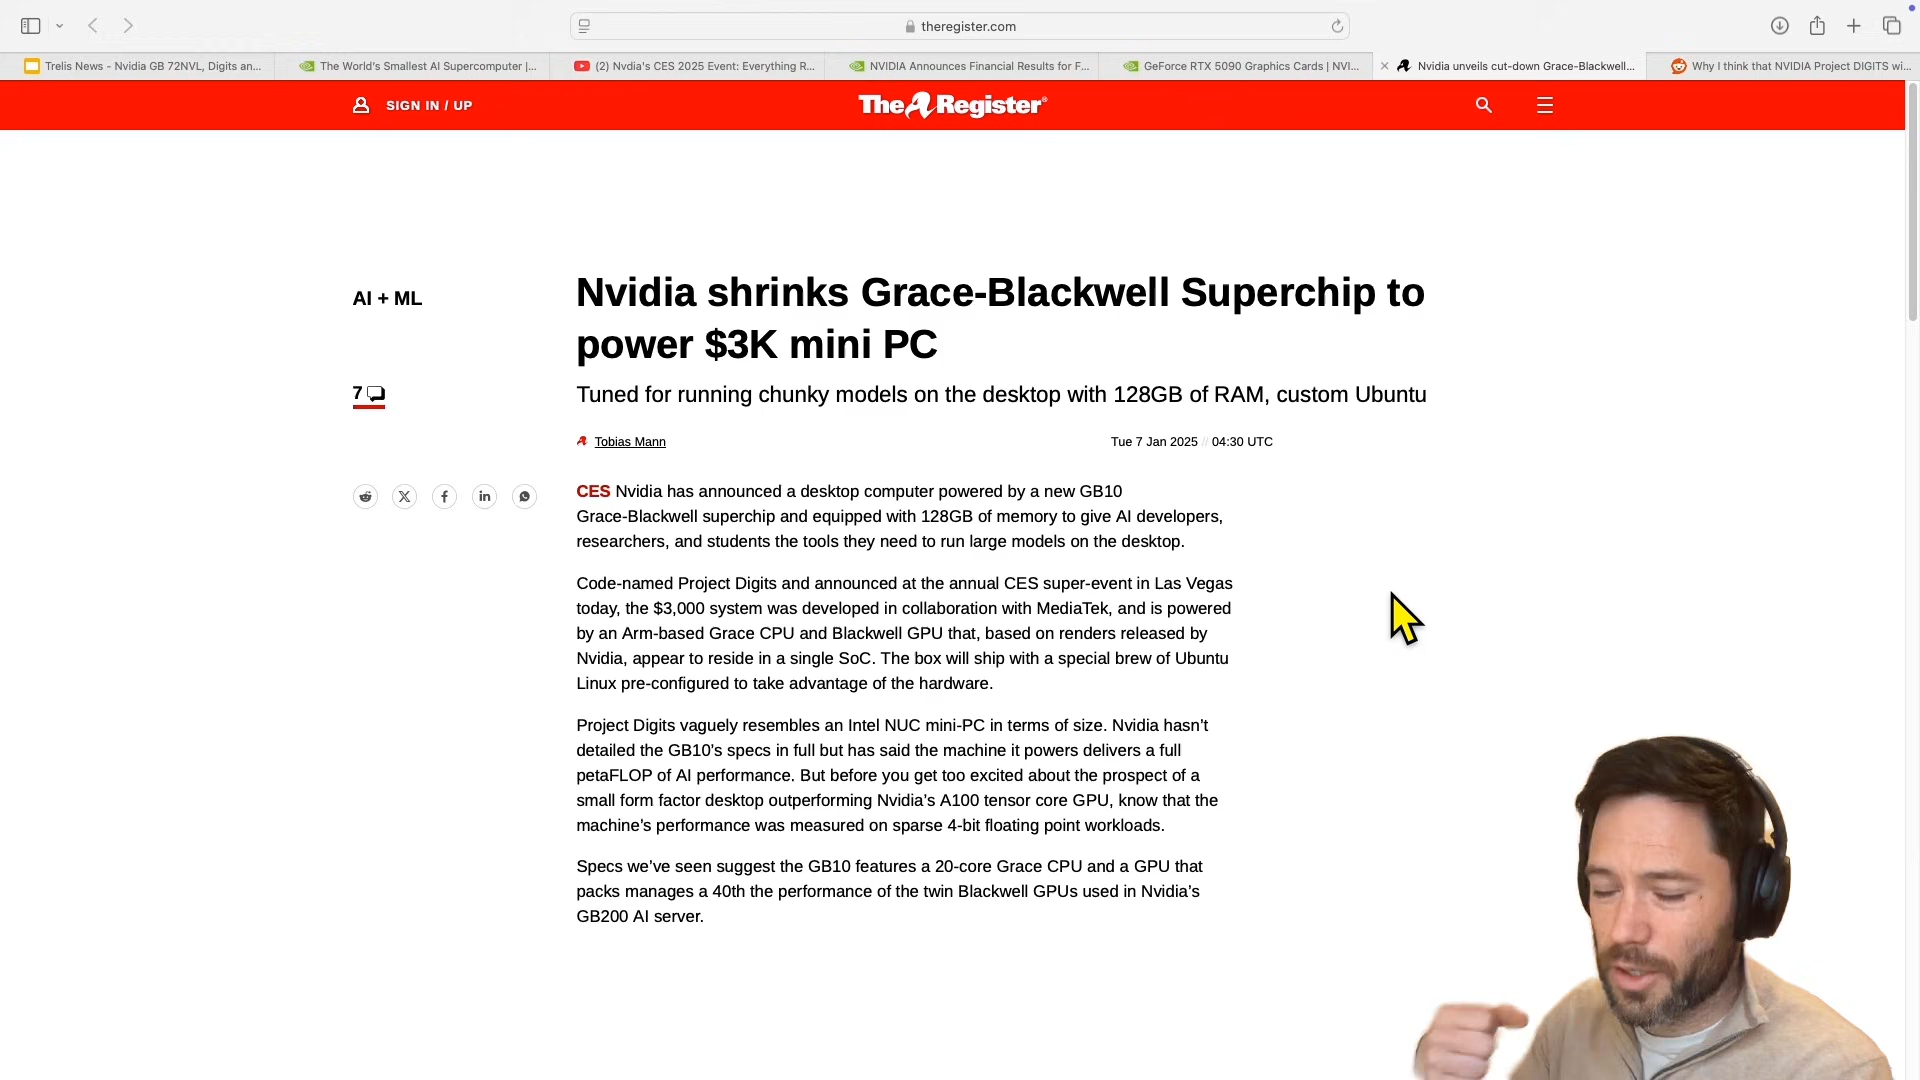 theregister.com
Trelis News - Nvidia GB 72NVL, Digits an...
The World's Smallest AI Supercomputer |...
(2) Nvdia's CES 2025 Event: Everything R...
NVIDIA Announces Financial Results for F...
GeForce RTX 5090 Graphics Cards | NVI...
Nvidia unveils cut-down Grace-Blackwell...
Why I think that NVIDIA Project DIGITS wi...
SIGN IN / UP
The Register®
AI + ML
Nvidia shrinks Grace-Blackwell Superchip to
power $3K mini PC
7
Tuned for running chunky models on the desktop with 128GB of RAM, custom Ubuntu
Tobias Mann
Tue 7 Jan 2025 // 04:30 UTC
CES Nvidia has announced a desktop computer powered by a new GB10
Grace-Blackwell superchip and equipped with 128GB of memory to give AI developers,
researchers, and students the tools they need to run large models on the desktop.
Code-named Project Digits and announced at the annual CES super-event in Las Vegas
today, the $3,000 system was developed in collaboration with MediaTek, and is powered
by an Arm-based Grace CPU and Blackwell GPU that, based on renders released by
Nvidia, appear to reside in a single SoC. The box will ship with a special brew of Ubuntu
Linux pre-configured to take advantage of the hardware.
Project Digits vaguely resembles an Intel NUC mini-PC in terms of size. Nvidia hasn't
detailed the GB10's specs in full but has said the machine it powers delivers a full
petaFLOP of AI performance. But before you get too excited about the prospect of a
small form factor desktop outperforming Nvidia's A100 tensor core GPU, know that the
machine's performance was measured on sparse 4-bit floating point workloads.
Specs we've seen suggest the GB10 features a 20-core Grace CPU and a GPU that
packs manages a 40th the performance of the twin Blackwell GPUs used in Nvidia's
GB200 AI server.